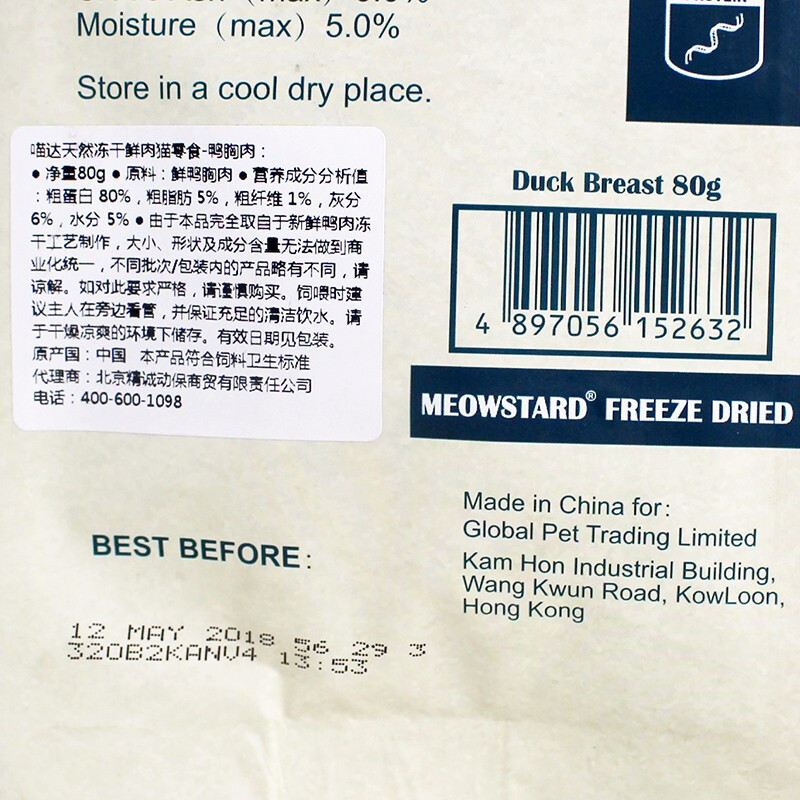 Moisture（max）5.0%
Store in a cool dry place.
喵达天然冻干鲜肉猫零食-鸭胸肉：
● 净重80g ● 原料：鲜鸭胸肉 ● 营养成分分析值
：粗蛋白 80%，粗脂肪 5%，粗纤维 1%，灰分
6%，水分 5% ● 由于本品完全取自于新鲜鸭肉冻
干工艺制作，大小、形状及成分含量无法做到商
业化统一，不同批次/包装内的产品略有不同，请
谅解。如对此要求严格，请谨慎购买。饲喂时建
议主人在旁边看管，并保证充足的清洁饮水。请
于干燥凉爽的环境下储存。有效日期见包装。
原产国：中国 本产品符合饲料卫生标准
代理商：北京精诚动保商贸有限责任公司
电话：400-600-1098
Duck Breast 80g
4 897056 152632
MEOWSTARD® FREEZE DRIED
Made in China for:
Global Pet Trading Limited
Kam Hon Industrial Building,
Wang Kwun Road, KowLoon,
Hong Kong
BEST BEFORE:
12 MAY 2018 56 29 3
320B2KANV4 13:53